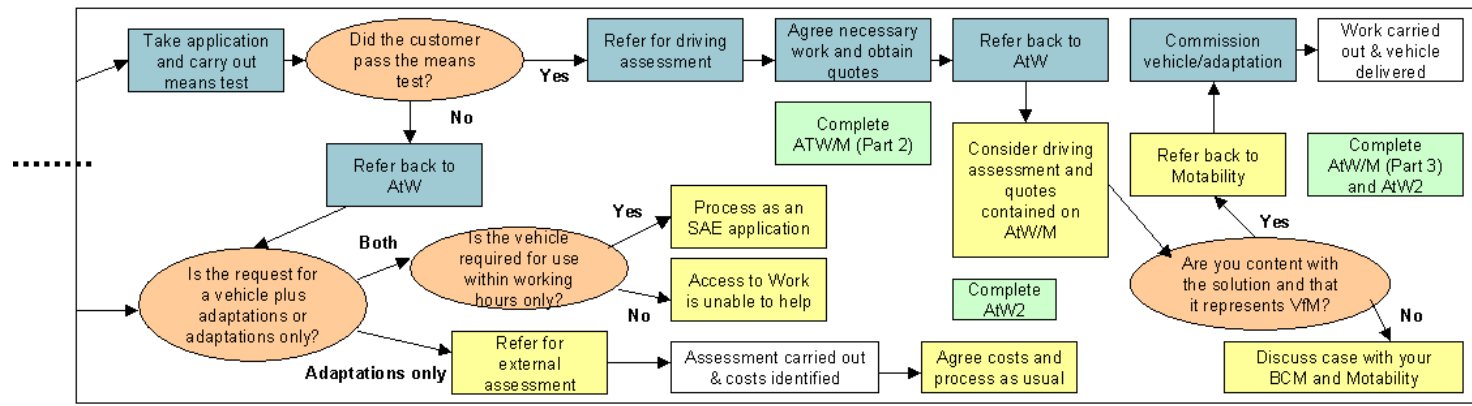 Take application
and carry out
means test
Did the customer
pass the means
test?
Yes
Refer for driving
assessment
Agree necessary
work and obtain
quotes
Refer back to
AtW
Commission
vehicle/adaptation
Work carried
out & vehicle
delivered
No
Refer back to
AtW
Complete
ATW/M (Part 2)
Consider driving
assessment and
quotes
contained on
AtW/M
Refer back to
Motability
Complete
AtW/M (Part 3)
and AtW2
Yes
Both
Is the vehicle
required for use
within working
hours only?
Yes
Process as an
SAE application
No
Access to Work
is unable to help
Is the request for
a vehicle plus
adaptations or
adaptations only?
Adaptations only
Refer for
external
assessment
Assessment carried out
& costs identified
Agree costs and
process as usual
Complete
AtW2
Are you content with
the solution and that
it represents VfM?
No
Discuss case with your
BCM and Motability